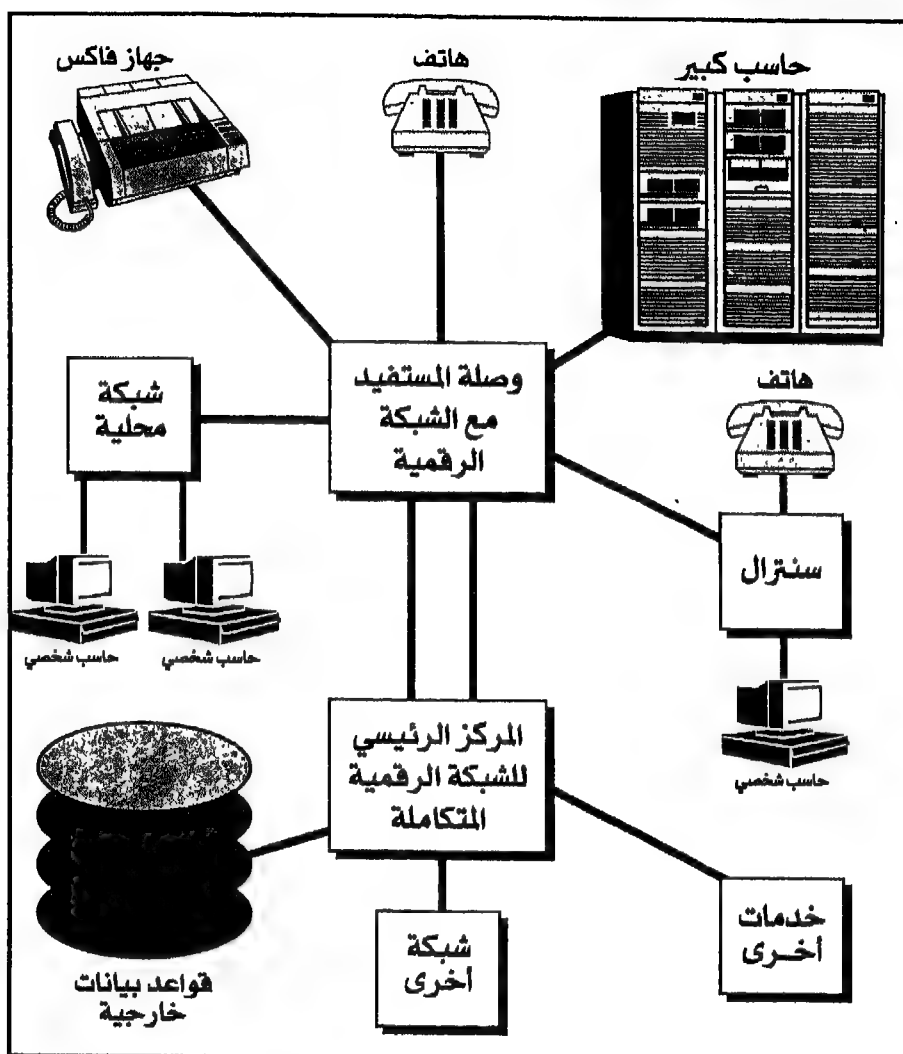 حاسب كبير
هاتف
جهاز فاكس
وصلة المستفيد
مع الشبكة
الرقمية
شبكة
محلية
هاتف
سنترال
حاسب شخصي
حاسب شخصي
حاسب شخصي
المركز الرئيسي
للشبكة الرقمية
المتكاملة
خدمات
أخرى
شبكة
أخرى
قواعد بيانات
خارجية